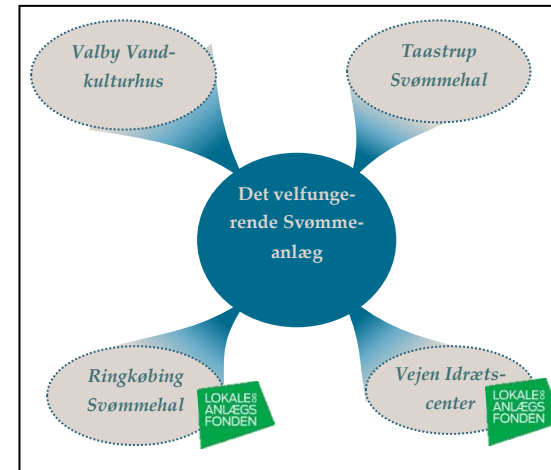 Valby Vand-
kulturhus
Taastrup
Svømmehal
Det velfunge-
rende Svømme-
anlæg
Ringkøbing
Svømmehal
LOKALE OG
ANLÆGS
FONDEN
Vejen Idræts-
center
LOKALE OG
ANLÆGS
FONDEN